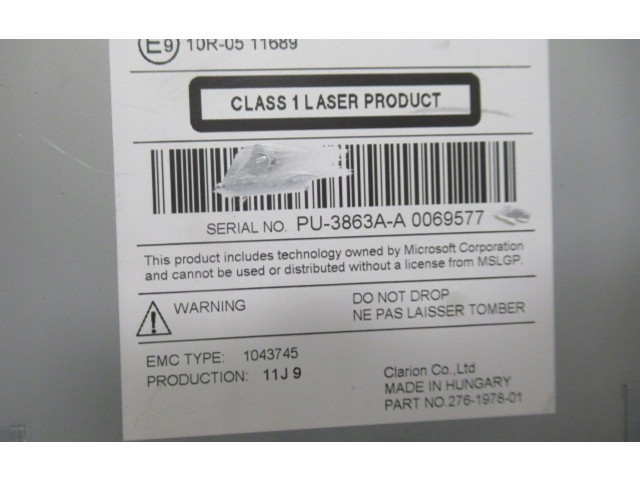 E9 10R-05 11689
CLASS 1 LASER PRODUCT
SERIAL NO. PU-3863A-A 0069577
This product includes technology owned by Microsoft Corporation
and cannot be used or distributed without a license from MSLGP.
WARNING
DO NOT DROP
NE PAS LAISSER TOMBER
EMC TYPE: 1043745
PRODUCTION: 11J 9
Clarion Co.,Ltd
MADE IN HUNGARY
PART NO.276-1978-01